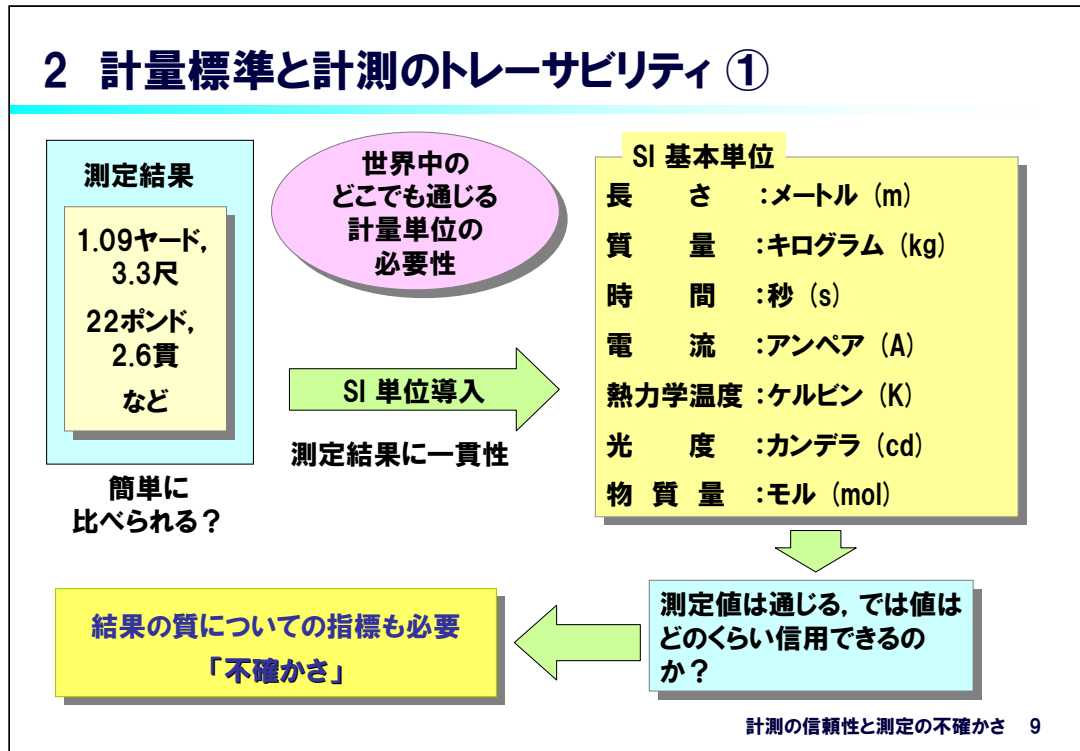 2 計量標準と計測のトレーサビリティ ①
測定結果
1.09ヤード,
3.3尺
22ポンド,
2.6貫
など
簡単に
比べられる？
世界中の
どこでも通じる
計量単位の
必要性
SI 単位導入
測定結果に一貫性
SI 基本単位
長さ：メートル (m)
質量：キログラム (kg)
時間：秒 (s)
電流：アンペア (A)
熱力学温度：ケルビン (K)
光度：カンデラ (cd)
物質量：モル (mol)
測定値は通じる, では値は
どのくらい信用できるの
か？
結果の質についての指標も必要
「不確かさ」
計測の信頼性と測定の不確かさ 9